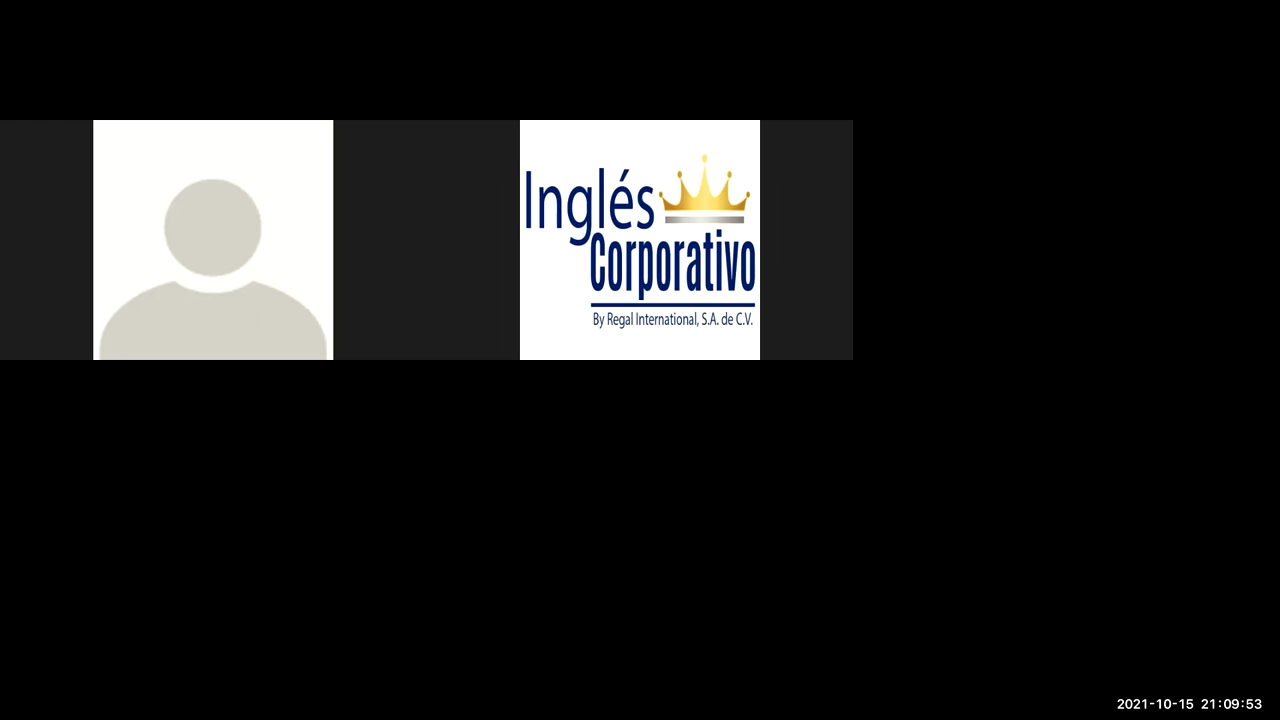 Inglés
Corporativo
By Regal International, S.A. de C.V.
2021-10-15 21:09:53